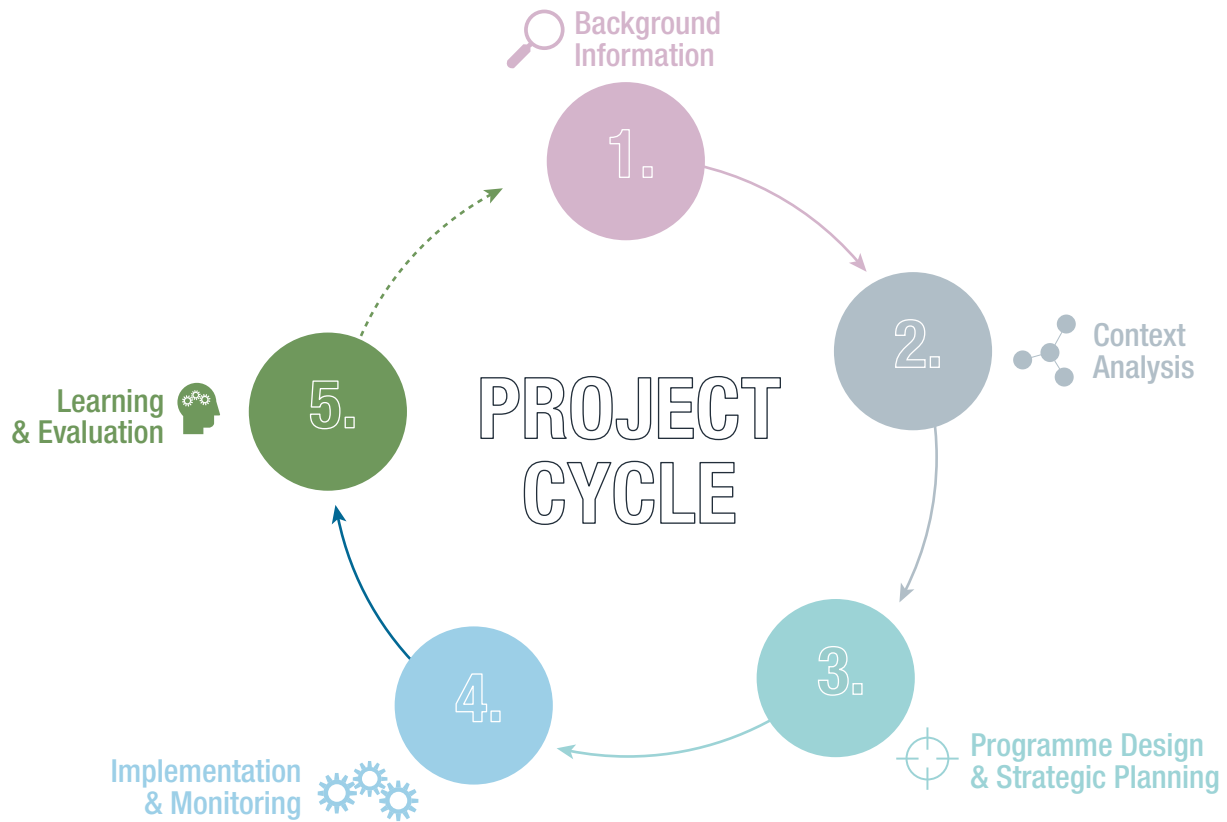 Background
Information
1.
2.
Context
Analysis
PROJECT
CYCLE
3.
Programme Design
& Strategic Planning
4.
Implementation
& Monitoring
5.
Learning
& Evaluation